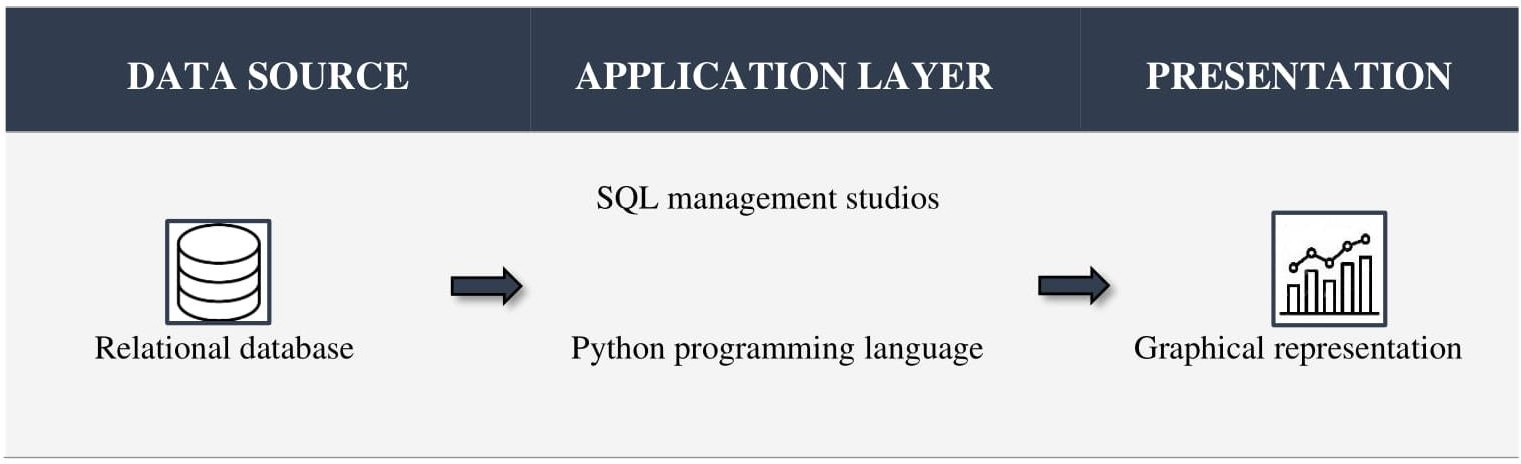 DATA SOURCE
APPLICATION LAYER
PRESENTATION
Relational database
SQL management studios
Python programming language
Graphical representation